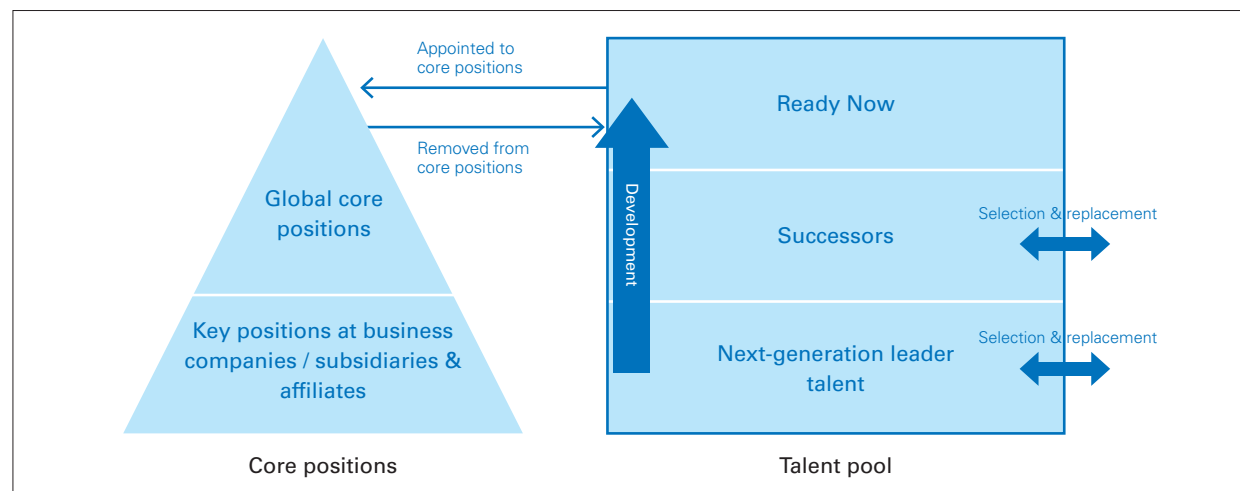 Appointed to
core positions
Removed from
core positions
Global core
positions
Key positions at business
companies / subsidiaries &
affiliates
Core positions
Ready Now
Development
Successors
Selection & replacement
Next-generation leader
talent
Selection & replacement
Talent pool